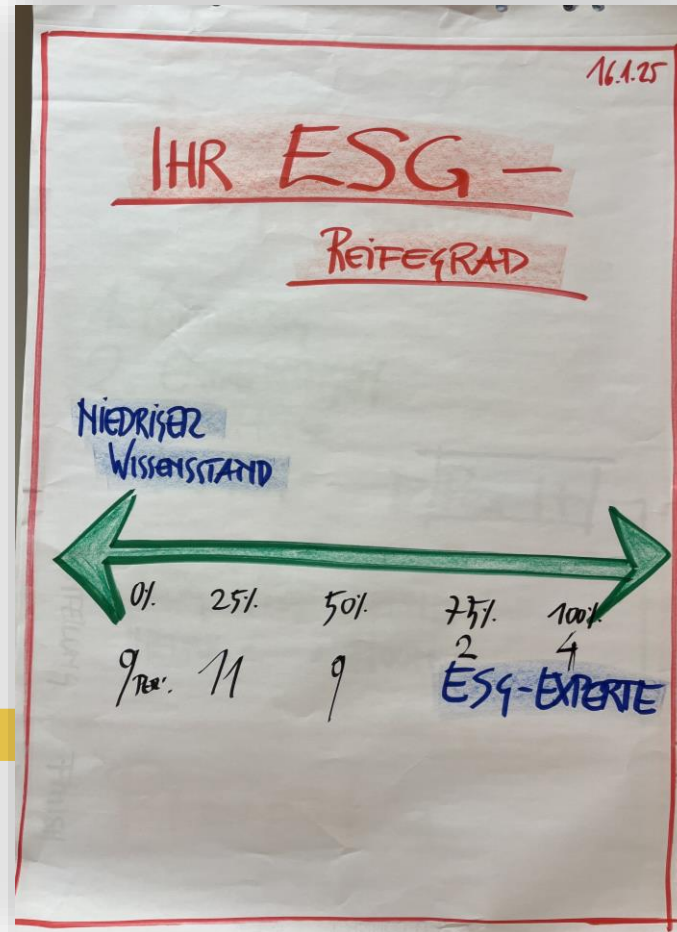 16.1.25
IHR ESG –
REIFEGRAD
NIEDRIGER
WISSENSSTAND
0% 25% 50% 75% 100%
9 PER. 11 9 2 4
ESG-EXPERTE